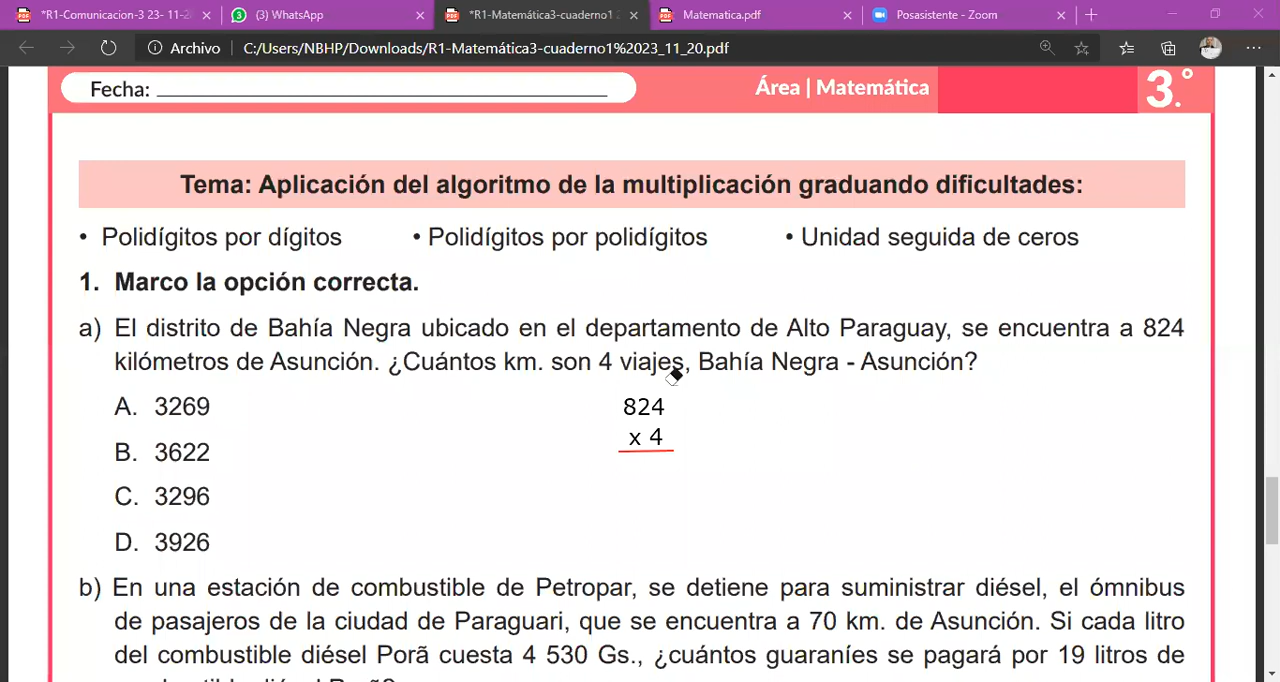 *R1-Comunicacion-3 23- 11-2
(3) WhatsApp
*R1-Matemática3-cuaderno1 2
Matematica.pdf
Posasistente - Zoom
Archivo
C:/Users/NBHP/Downloads/R1-Matemática3-cuaderno1%2023_11_20.pdf
Fecha: 
Área | Matemática
3.°
Tema: Aplicación del algoritmo de la multiplicación graduando dificultades:
• Polidígitos por dígitos • Polidígitos por polidígitos • Unidad seguida de ceros
1. Marco la opción correcta.
a) El distrito de Bahía Negra ubicado en el departamento de Alto Paraguay, se encuentra a 824
kilómetros de Asunción. ¿Cuántos km. son 4 viajes, Bahía Negra - Asunción?
A. 3269
B. 3622
C. 3296
D. 3926
824
x 4
b) En una estación de combustible de Petropar, se detiene para suministrar diésel, el ómnibus
de pasajeros de la ciudad de Paraguari, que se encuentra a 70 km. de Asunción. Si cada litro
del combustible diésel Porã cuesta 4 530 Gs., ¿cuántos guaraníes se pagará por 19 litros de